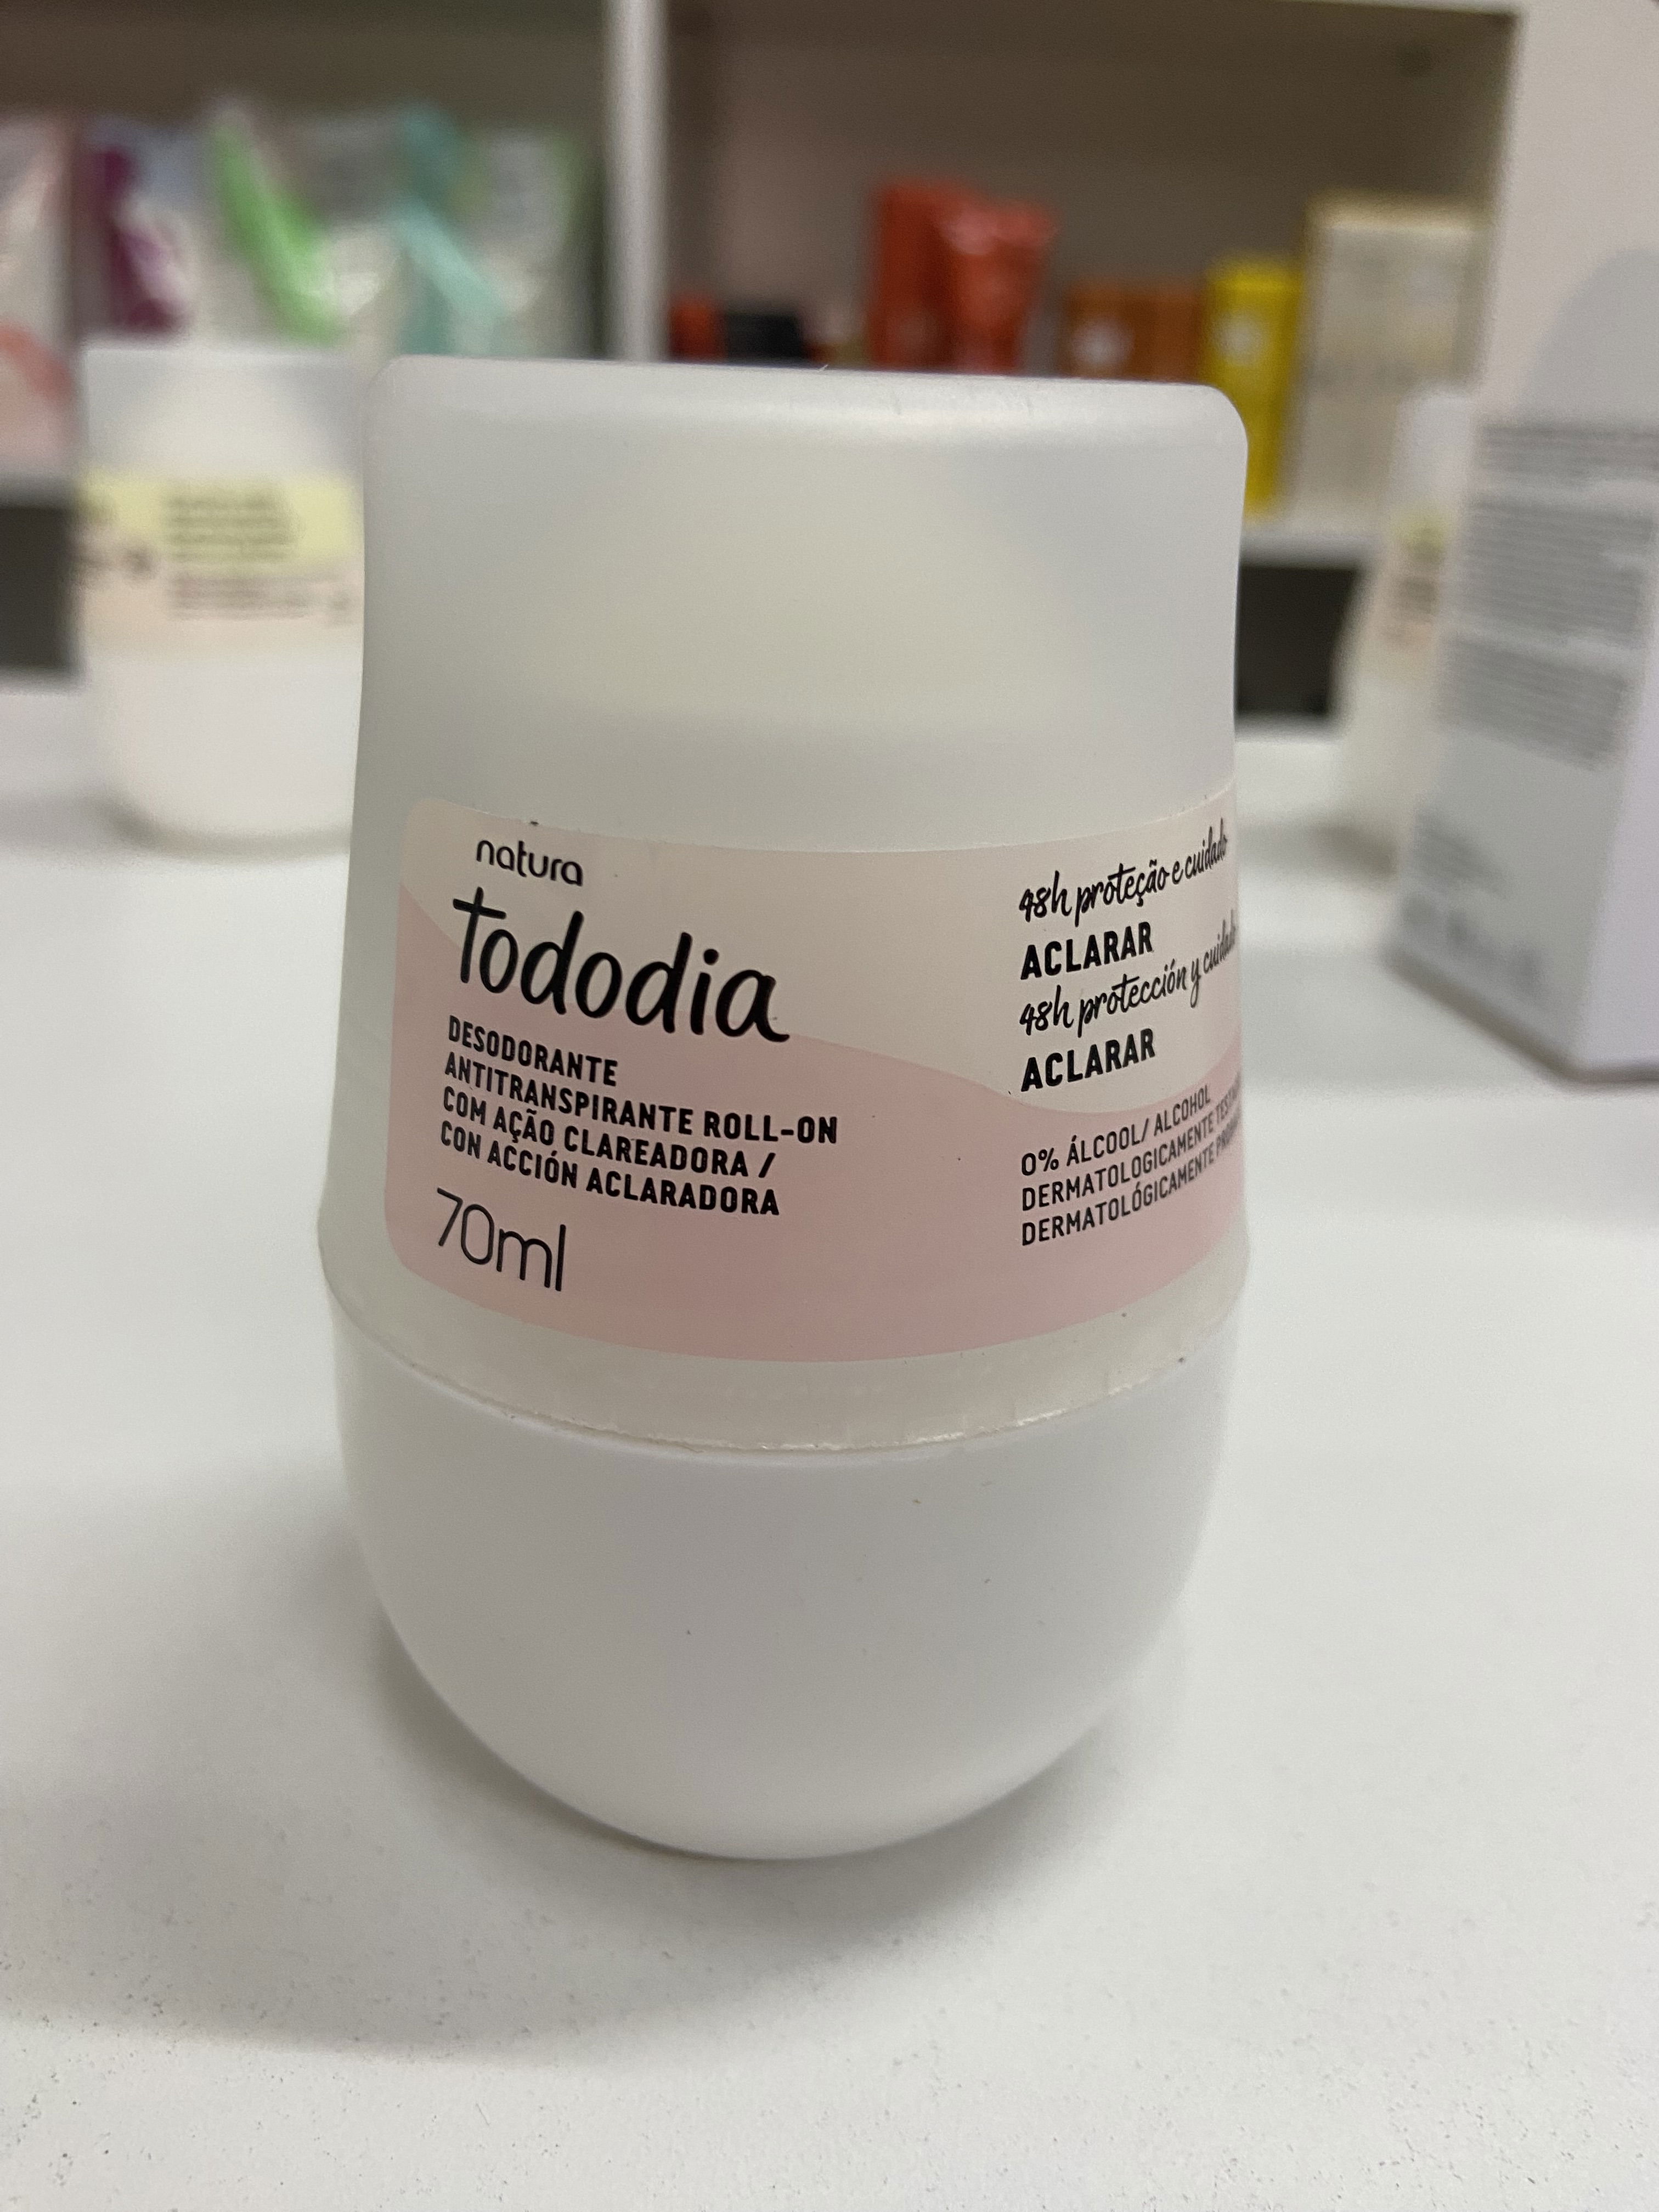 natura
Tododia
DESODORANTE
ANTITRANSPIRANTE ROLL-ON
COM AÇÃO CLAREADORA /
CON ACCIÓN ACLARADORA
70ml
48h proteção e cuidado
ACLARAR
48h protección y cuidado
ACLARAR
0% ÁLCOOL/ ALCOHOL
DERMATOLOGICAMENTE
DERMATOLÓGICAMENTE